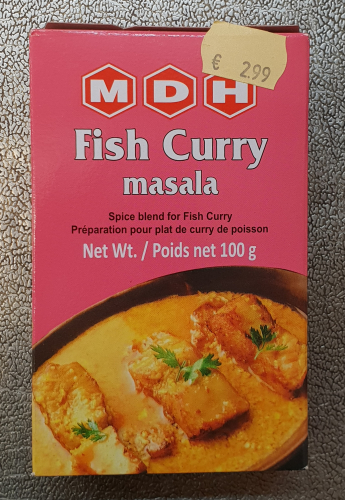 € 2.99
MDH
Fish Curry
masala
Spice blend for Fish Curry
Préparation pour plat de curry de poisson
Net Wt. / Poids net 100 g